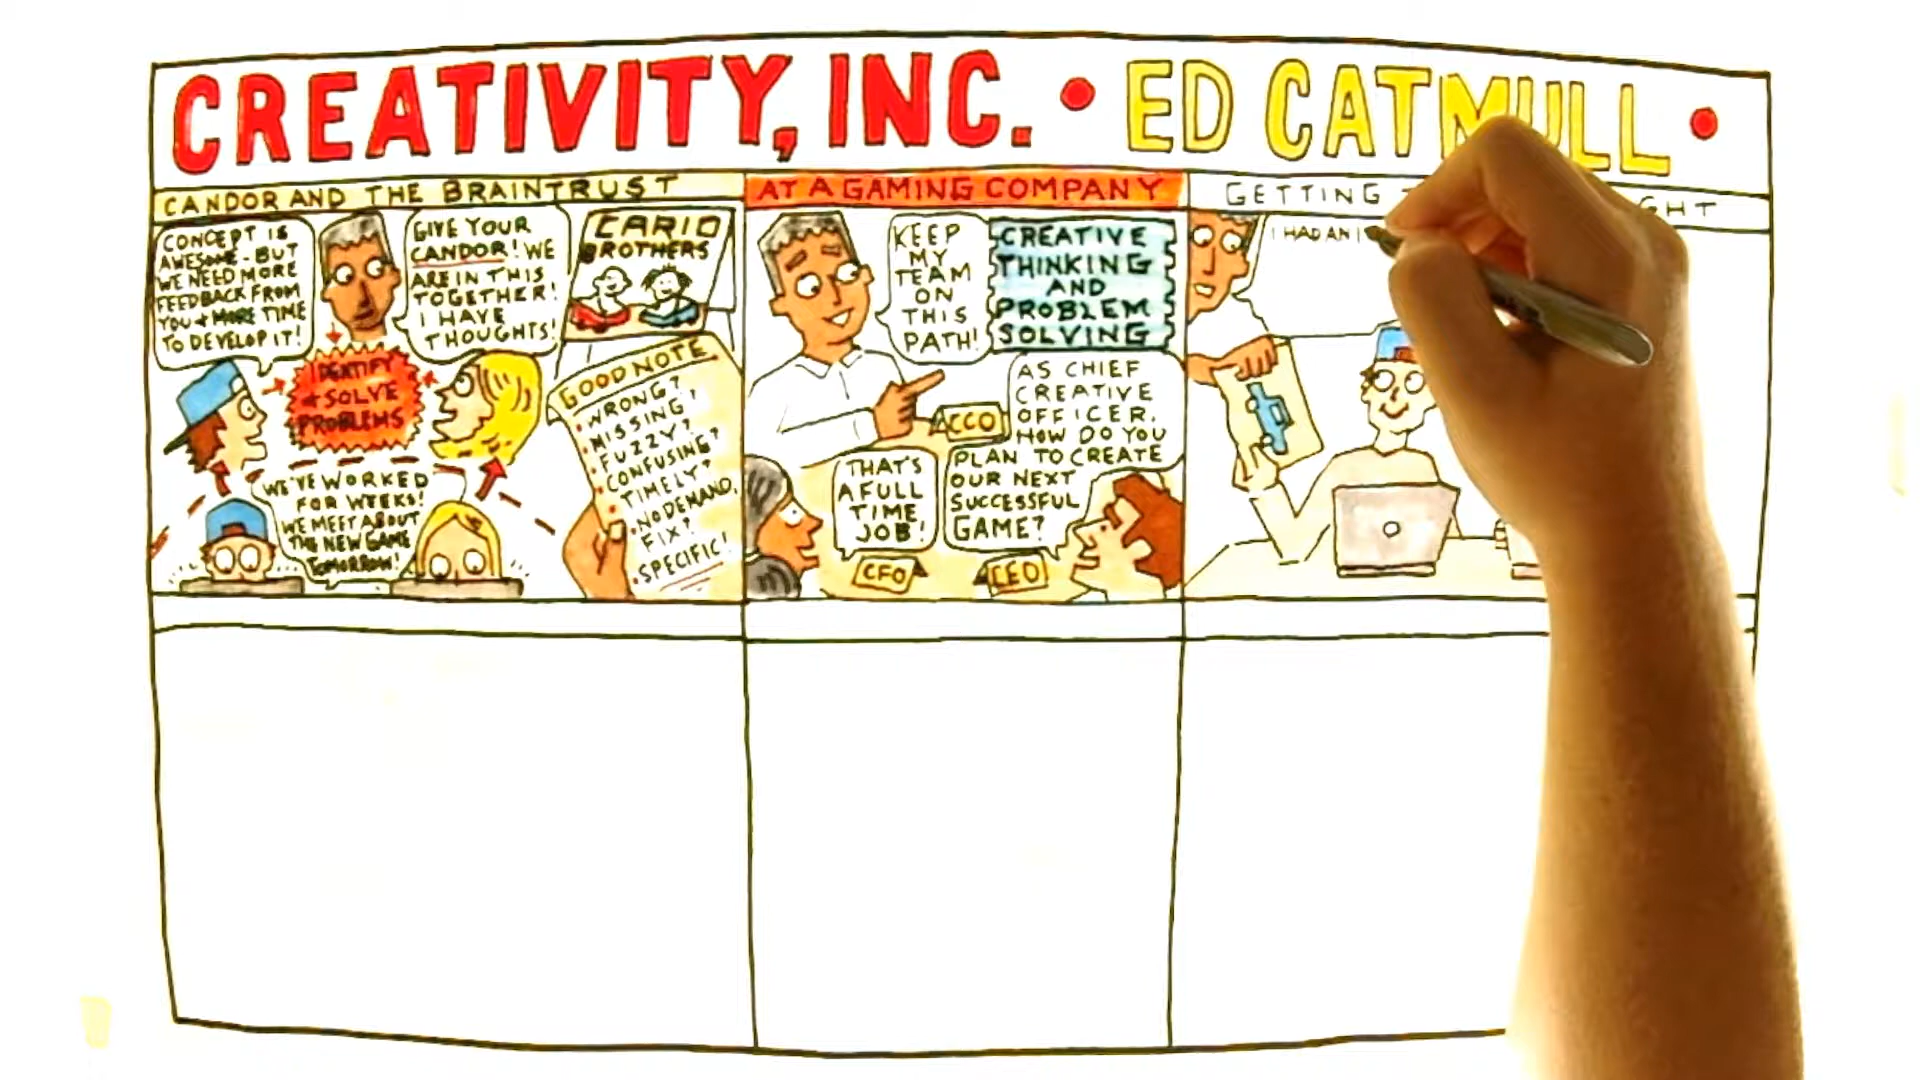 CREATIVITY, INC. • ED CATMULL •
CANDOR AND THE BRAINTRUST
CONCEPT IS
AWESOME - BUT
WE NEED MORE
FEEDBACK FROM
YOU + MORE TIME
TO DEVELOP IT!
GIVE YOUR
CANDOR! WE
ARE IN THIS
TOGETHER!
I HAVE
THOUGHTS!
CARIO
BROTHERS
IDENTIFY
+ SOLVE
PROBLEMS
WE'VE WORKED
FOR WEEKS!
WE MEET ABOUT
THE NEW GAME
TOMORROW!
GOOD NOTE
• WRONG?
• MISSING?
• FUZZY?
• CONFUSING?
• TIMELY?
• NO DEMAND.
FIX?
• SPECIFIC!
AT A GAMING COMPANY
KEEP
MY
TEAM
ON
THIS
PATH!
CREATIVE
THINKING
AND
PROBLEM
SOLVING
CCO
AS CHIEF
CREATIVE
OFFICER,
HOW DO YOU
PLAN TO CREATE
OUR NEXT
SUCCESSFUL
GAME?
THAT'S
A FULL
TIME
JOB!
CFO
CEO
GETTING
I HAD AN I